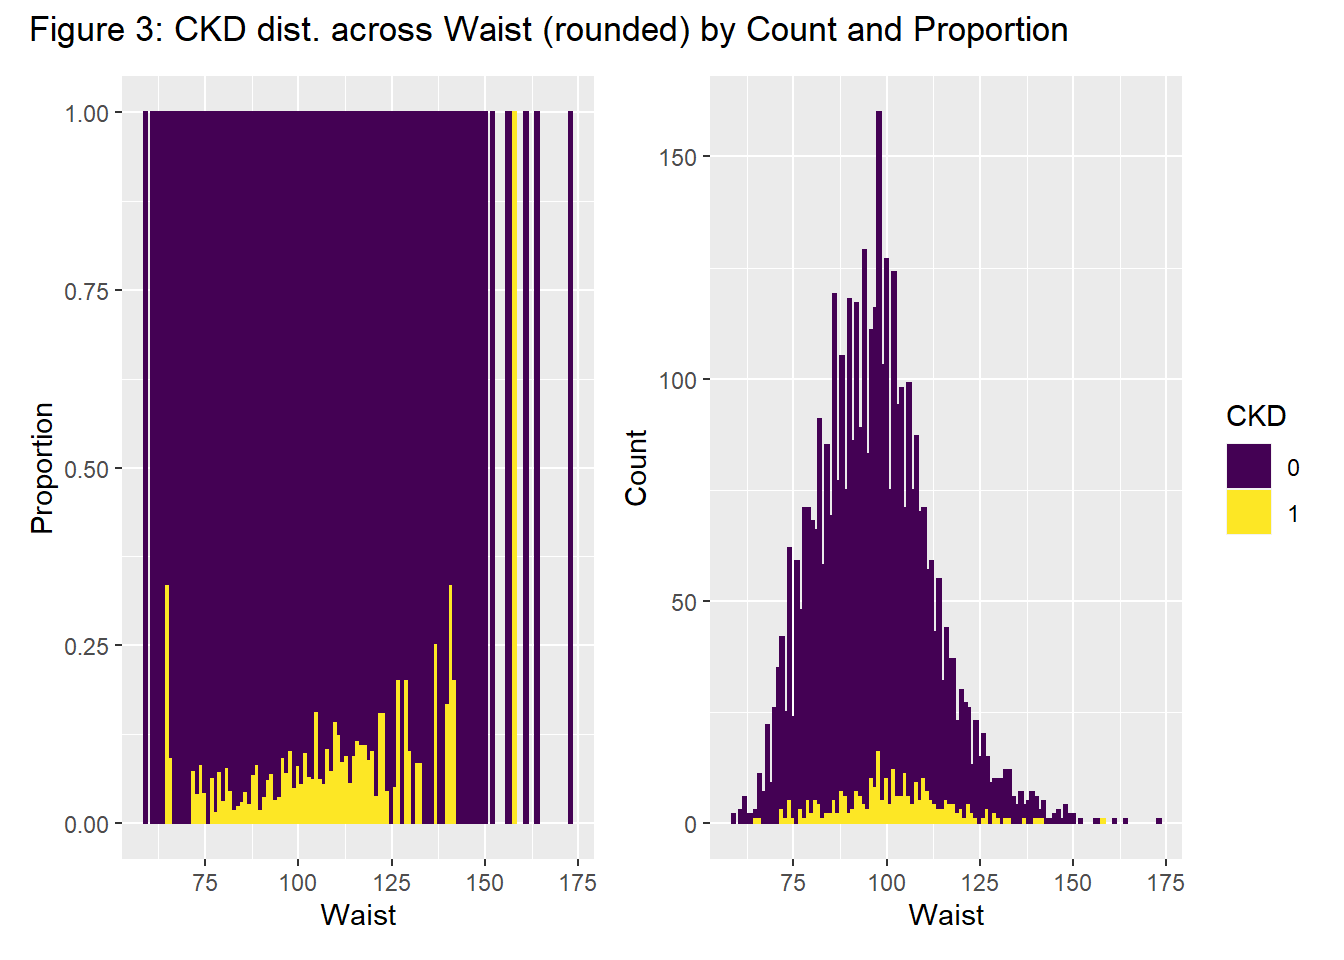 Figure 3: CKD dist. across Waist (rounded) by Count and Proportion
Proportion
1.00
0.75
0.50
0.25
0.00
75 100 125 150 175
Waist
Count
150
100
50
0
75 100 125 150 175
Waist
CKD
0
1